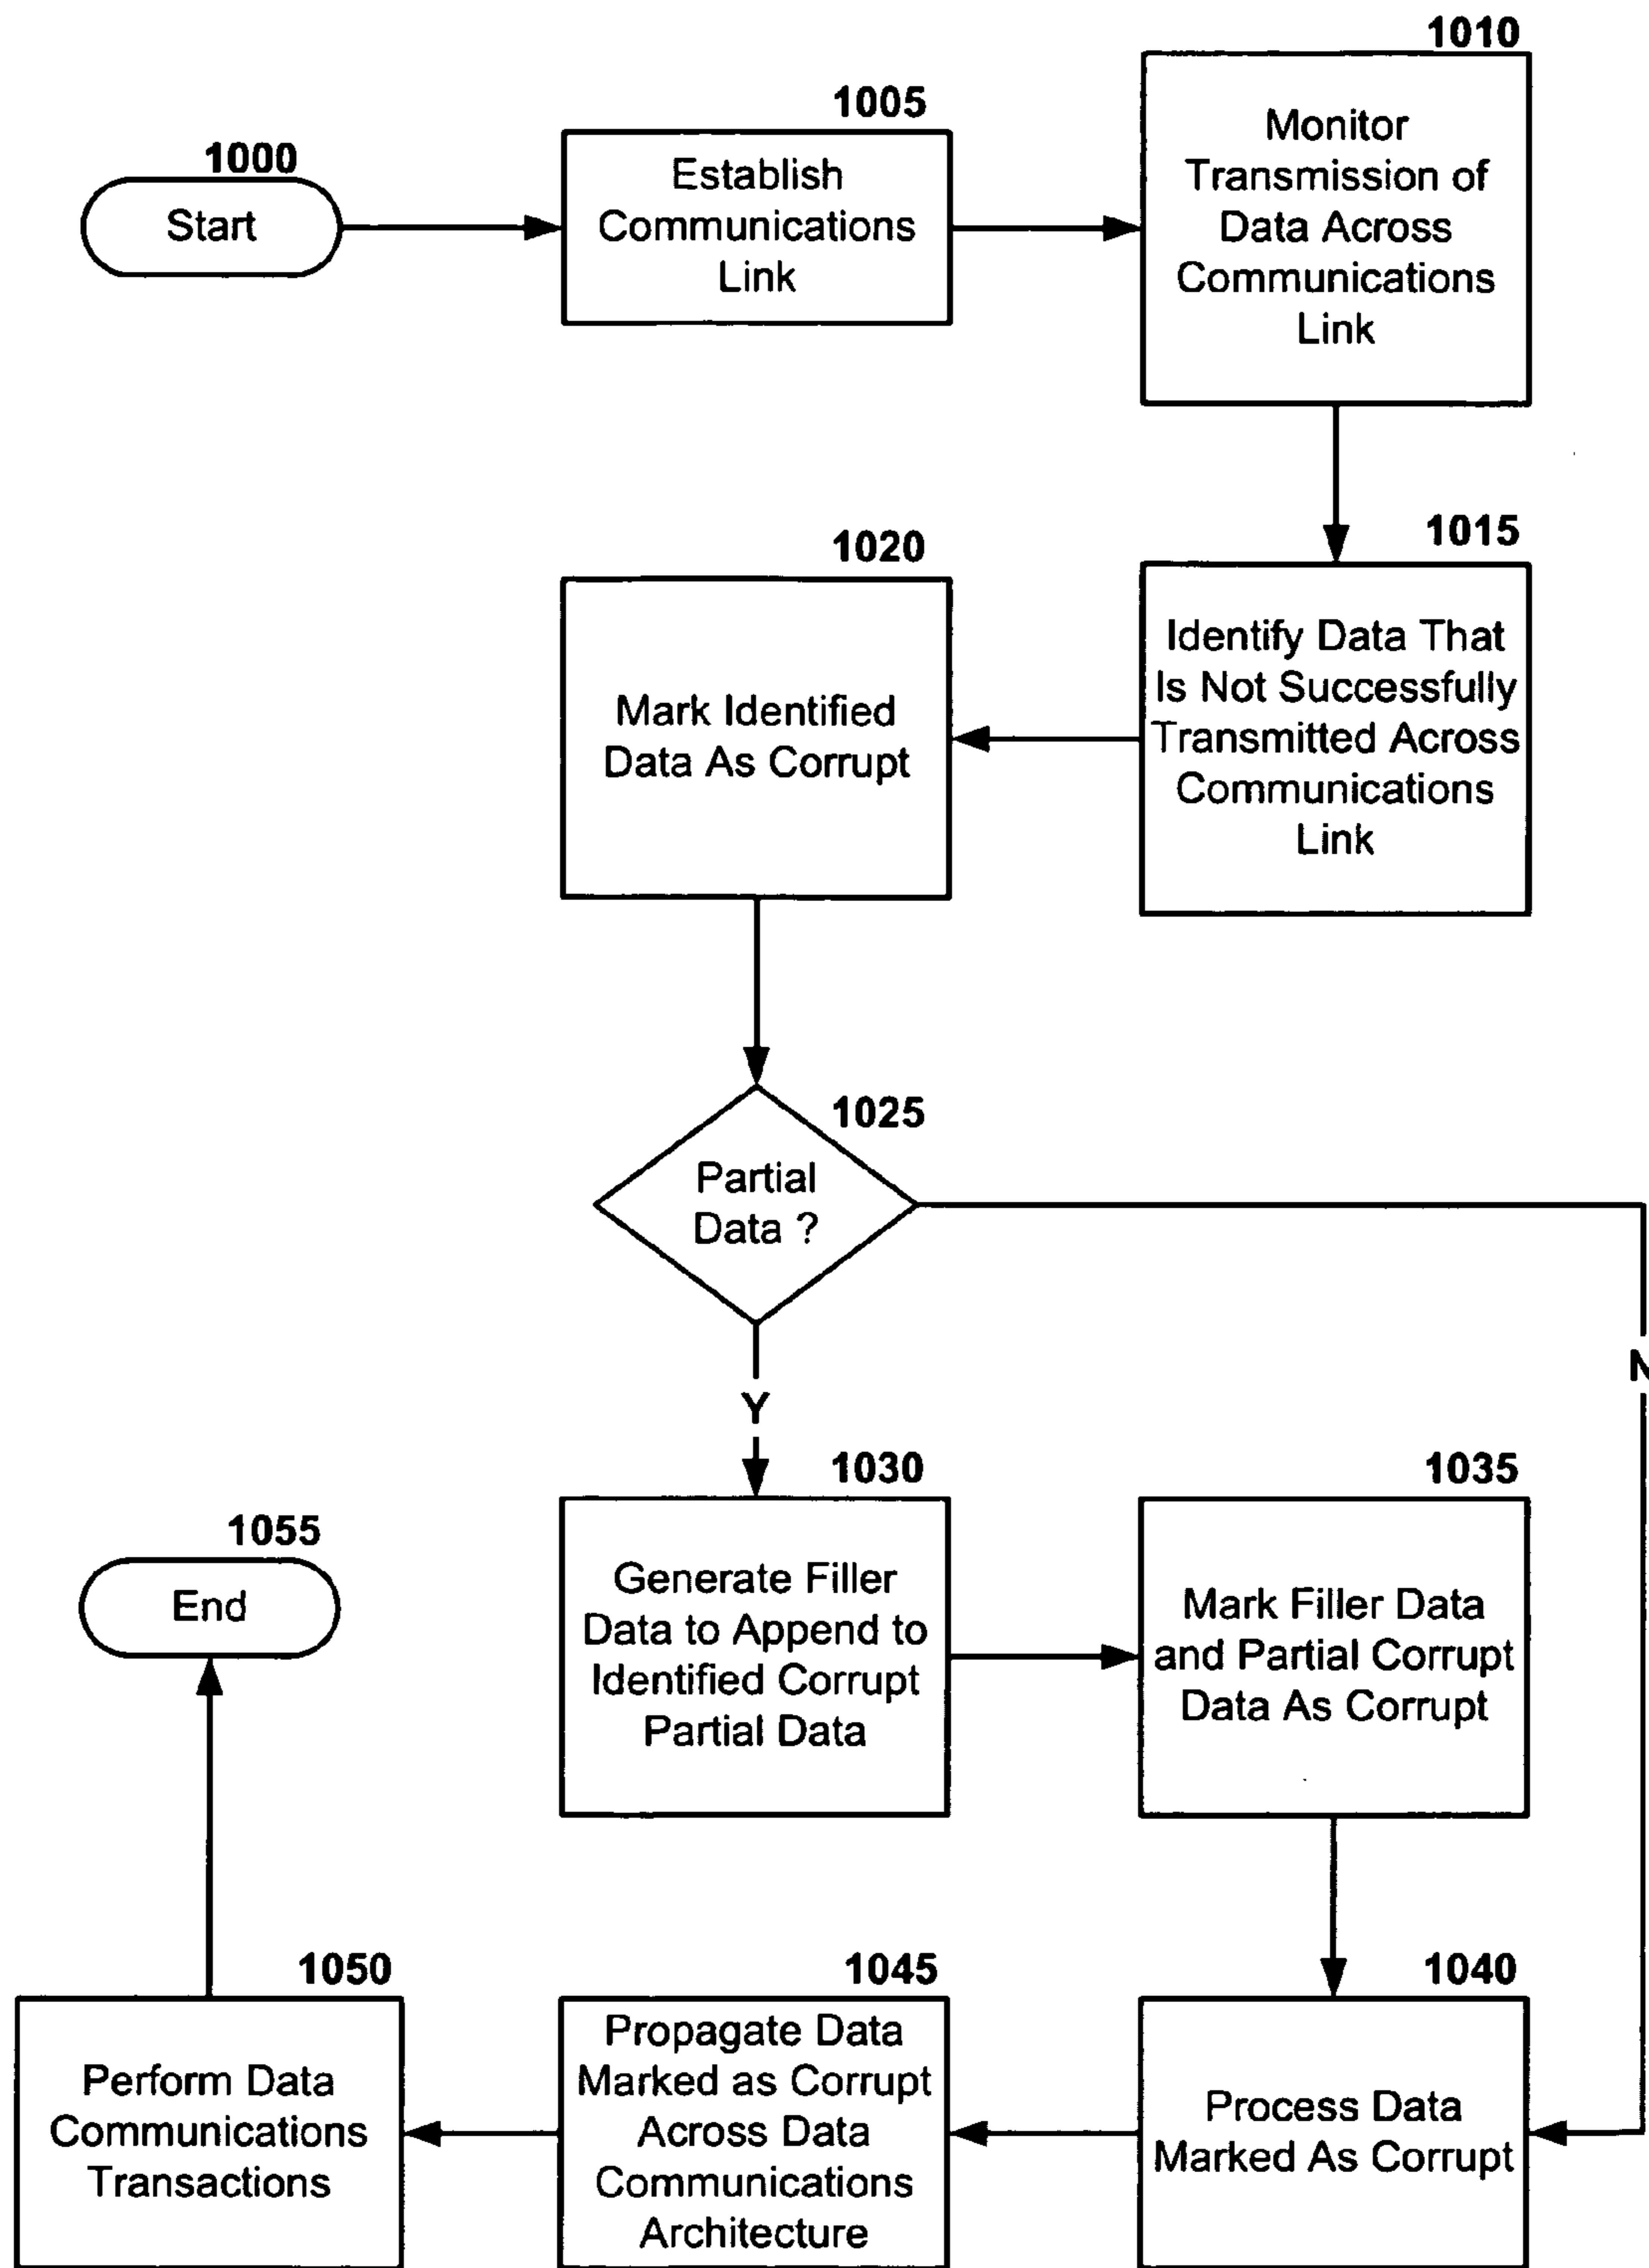 1000
Start
1005
Establish
Communications
Link
1010
Monitor
Transmission of
Data Across
Communications
Link
1015
Identify Data That
Is Not Successfully
Transmitted Across
Communications
Link
1020
Mark Identified
Data As Corrupt
1025
Partial
Data ?
N
Y
1030
Generate Filler
Data to Append to
Identified Corrupt
Partial Data
1035
Mark Filler Data
and Partial Corrupt
Data As Corrupt
1040
Process Data
Marked As Corrupt
1045
Propagate Data
Marked as Corrupt
Across Data
Communications
Architecture
1050
Perform Data
Communications
Transactions
1055
End